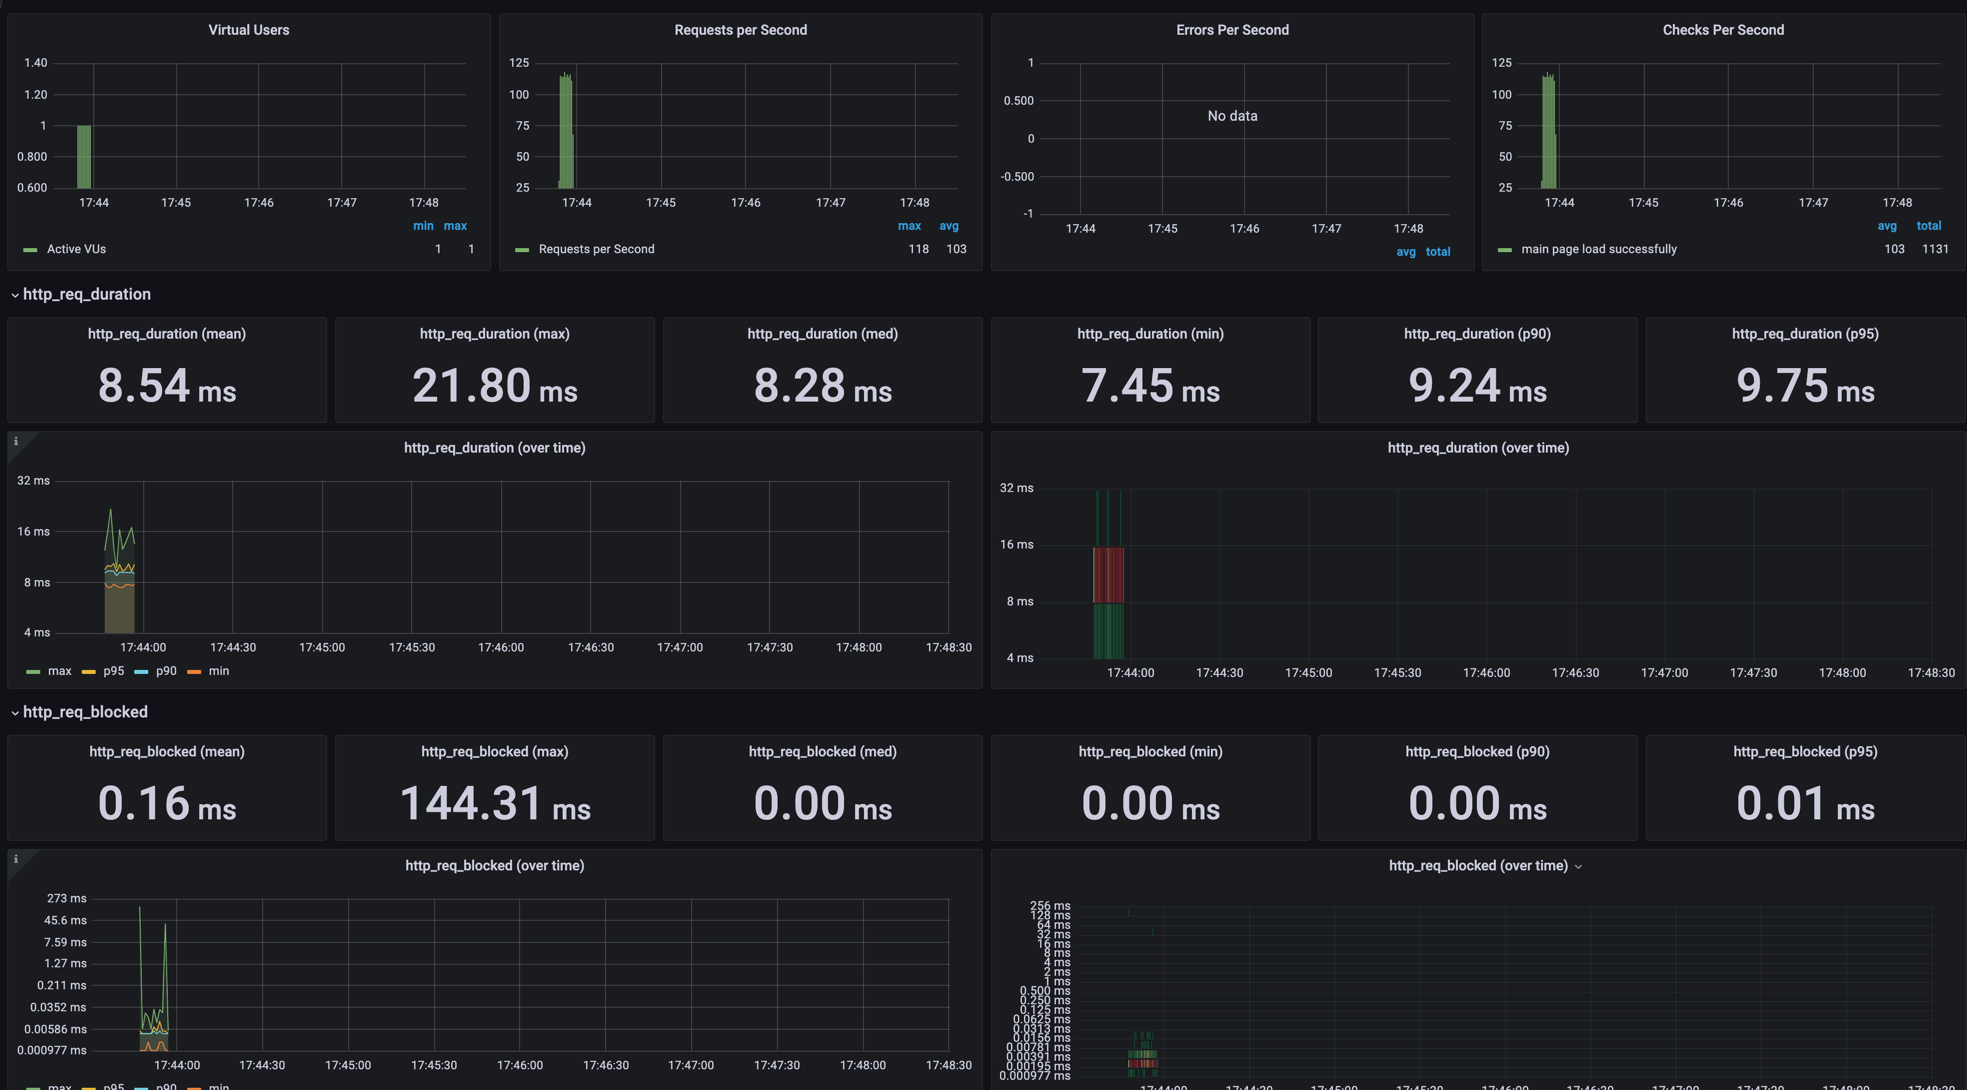 Virtual Users
1.40
1.20
1
0.800
0.600
17:44 17:45 17:46 17:47 17:48
min max
Active VUs 1 1
Requests per Second
125
100
75
50
25
17:44 17:45 17:46 17:47 17:48
max avg
Requests per Second 118 103
Errors Per Second
1
0.500
0
-0.500
-1
No data
17:44 17:45 17:46 17:47 17:48
avg total
Checks Per Second
125
100
75
50
25
17:44 17:45 17:46 17:47 17:48
avg total
main page load successfully 103 1131
http_req_duration
http_req_duration (mean)
8.54 ms
http_req_duration (max)
21.80 ms
http_req_duration (med)
8.28 ms
http_req_duration (min)
7.45 ms
http_req_duration (p90)
9.24 ms
http_req_duration (p95)
9.75 ms
i
http_req_duration (over time)
32 ms
16 ms
8 ms
4 ms
17:44:00 17:44:30 17:45:00 17:45:30 17:46:00 17:46:30 17:47:00 17:47:30 17:48:00 17:48:30
max p95 p90 min
http_req_duration (over time)
32 ms
16 ms
8 ms
4 ms
17:44:00 17:44:30 17:45:00 17:45:30 17:46:00 17:46:30 17:47:00 17:47:30 17:48:00 17:48:30
http_req_blocked
http_req_blocked (mean)
0.16 ms
http_req_blocked (max)
144.31 ms
http_req_blocked (med)
0.00 ms
http_req_blocked (min)
0.00 ms
http_req_blocked (p90)
0.00 ms
http_req_blocked (p95)
0.01 ms
i
http_req_blocked (over time)
273 ms
45.6 ms
7.59 ms
1.27 ms
0.211 ms
0.0352 ms
0.00586 ms
0.000977 ms
17:44:00 17:44:30 17:45:00 17:45:30 17:46:00 17:46:30 17:47:00 17:47:30 17:48:00 17:48:30
max p95 p90 min
http_req_blocked (over time)
256 ms
128 ms
64 ms
32 ms
16 ms
8 ms
4 ms
2 ms
1 ms
0.500 ms
0.250 ms
0.125 ms
0.0625 ms
0.0313 ms
0.0156 ms
0.00781 ms
0.00391 ms
0.00195 ms
0.000977 ms
17:44:00 17:44:30 17:45:00 17:45:30 17:46:00 17:46:30 17:47:00 17:47:30 17:48:00 17:48:30